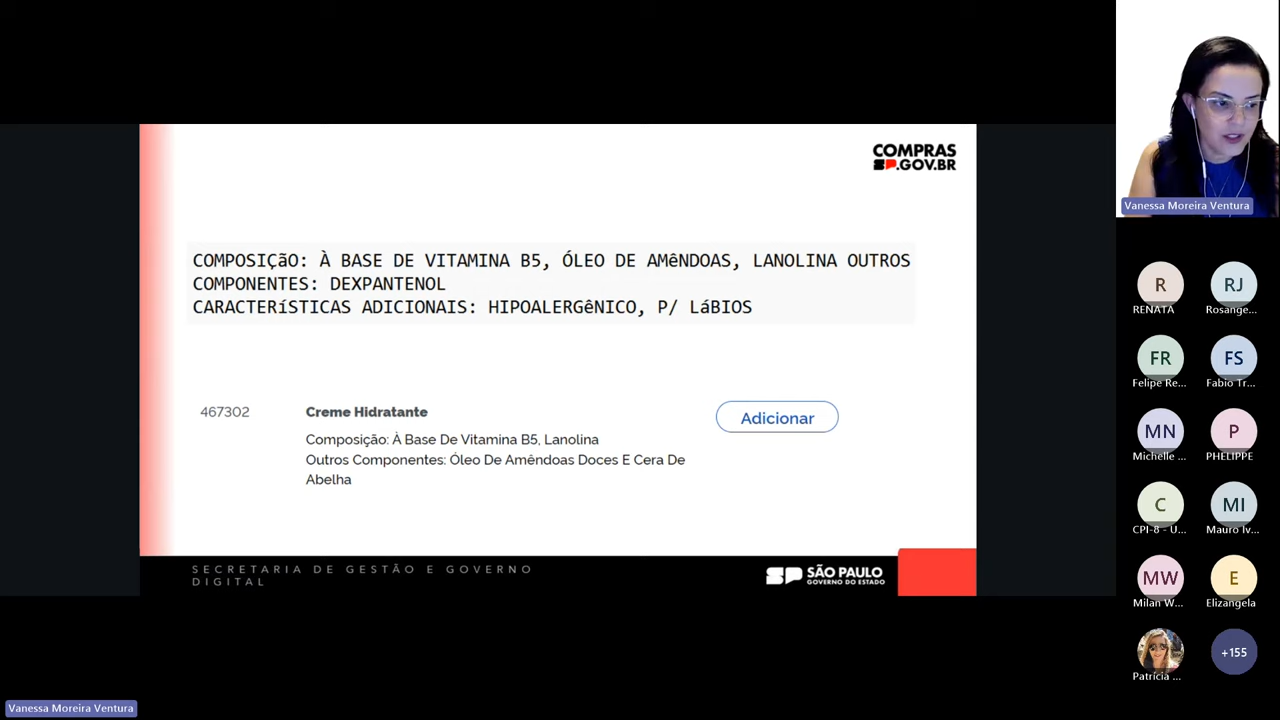 COMPRAS
SP.GOV.BR
COMPOSIÇãO: À BASE DE VITAMINA B5, ÓLEO DE AMêNDOAS, LANOLINA OUTROS
COMPONENTES: DEXPANTENOL
CARACTERíSTICAS ADICIONAIS: HIPOALERGêNICO, P/ LáBIOS
467302
Creme Hidratante
Adicionar
Composição: À Base De Vitamina B5, Lanolina
Outros Componentes: Óleo De Amêndoas Doces E Cera De
Abelha
SECRETARIA DE GESTÃO E GOVERNO
DIGITAL
SP SÃO PAULO
GOVERNO DO ESTADO
Vanessa Moreira Ventura
R
RENATA
RJ
Rosange...
FR
Felipe Re...
FS
Fabio Tr...
MN
Michelle ...
P
PHELIPPE
C
CPI-8 - U...
MI
Mauro Iv...
MW
Milan W...
E
Elizangela
Patrícia ...
+155
Vanessa Moreira Ventura